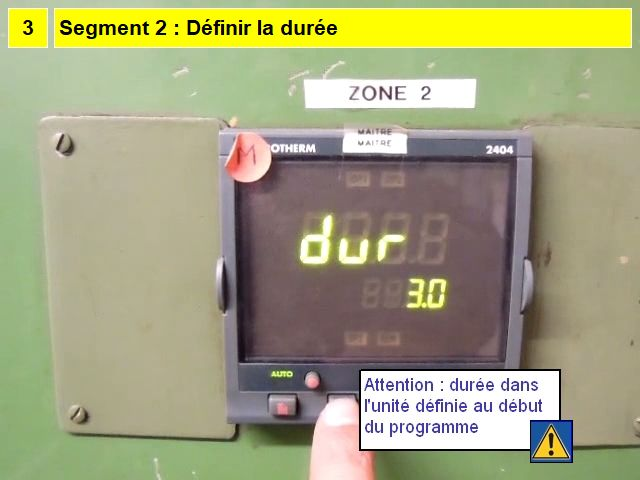 3 Segment 2 : Définir la durée
ZONE 2
MAITRE
MAITRE
M
OTHERM 2404
dur
3.0
AUTO
Attention : durée dans
l'unité définie au début
du programme